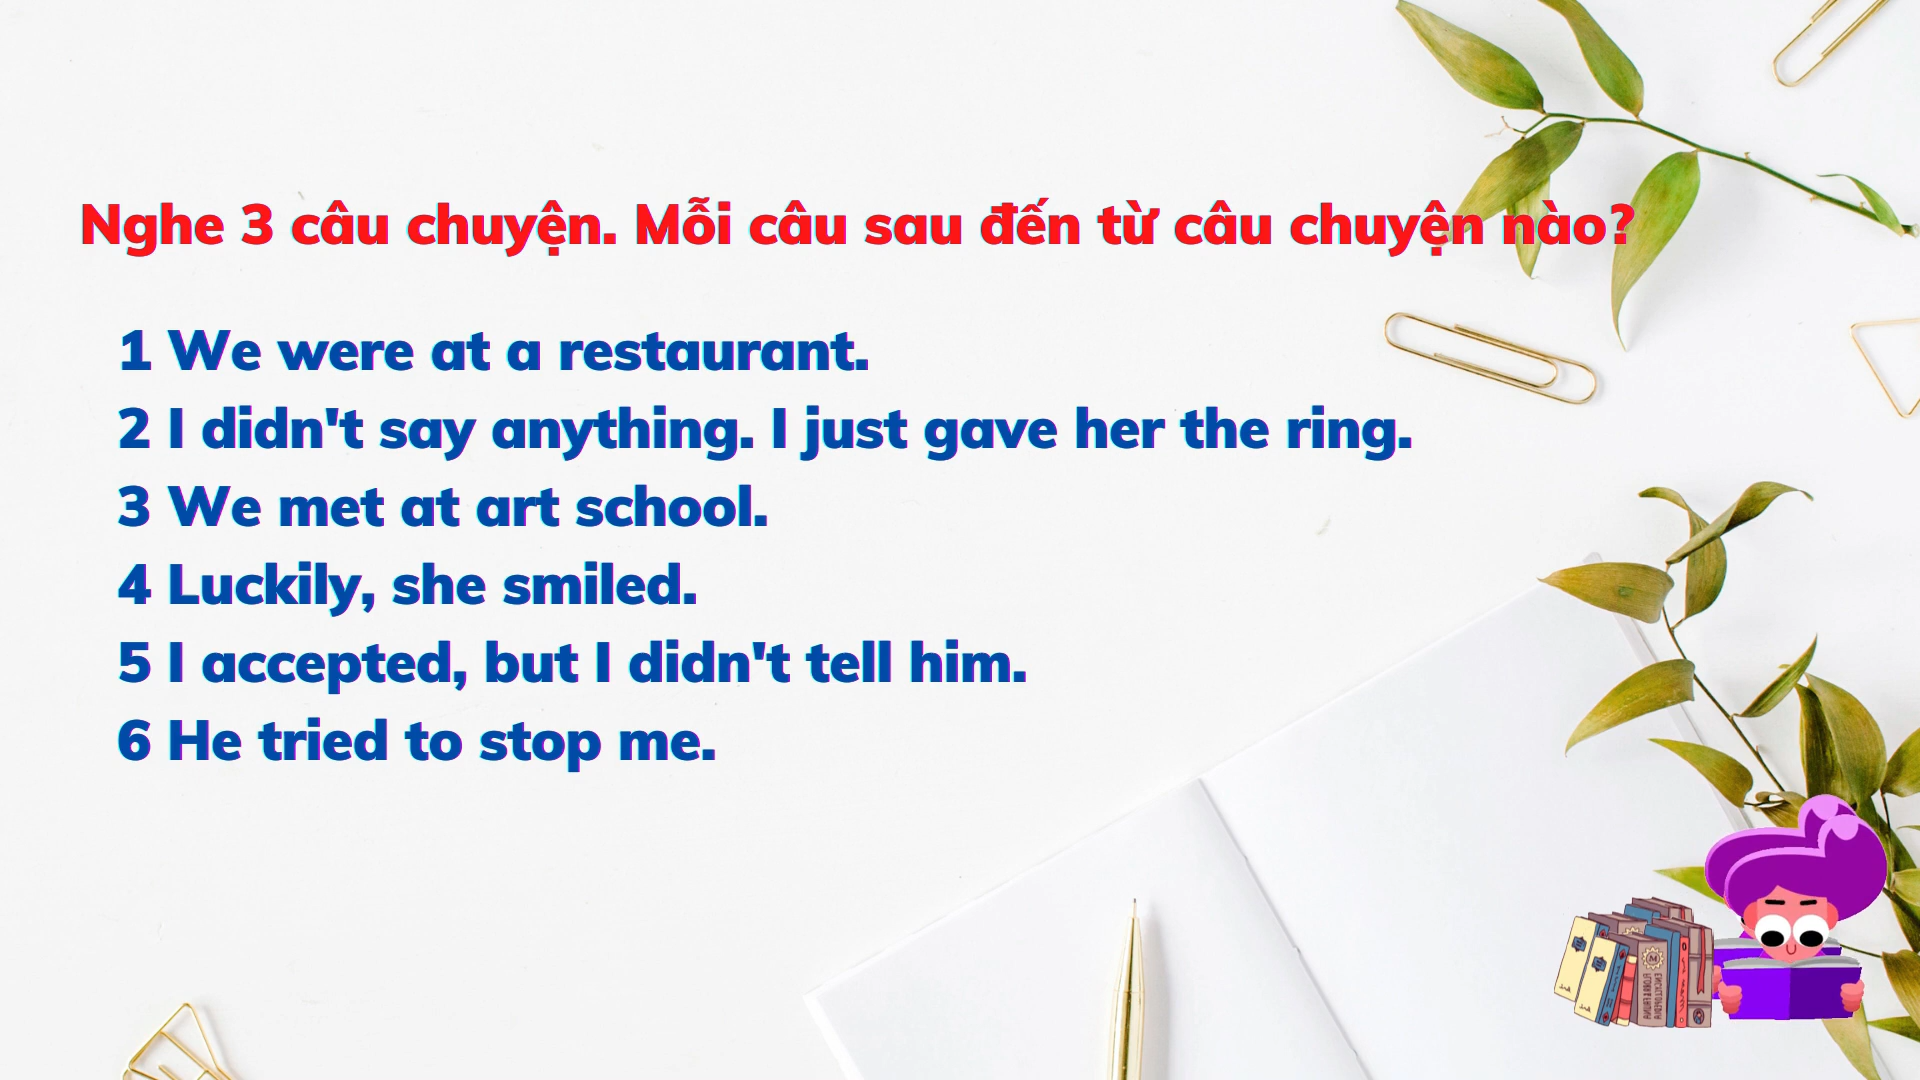 Nghe 3 câu chuyện. Mỗi câu sau đến từ câu chuyện nào?
1 We were at a restaurant.
2 I didn't say anything. I just gave her the ring.
3 We met at art school.
4 Luckily, she smiled.
5 I accepted, but I didn't tell him.
6 He tried to stop me.